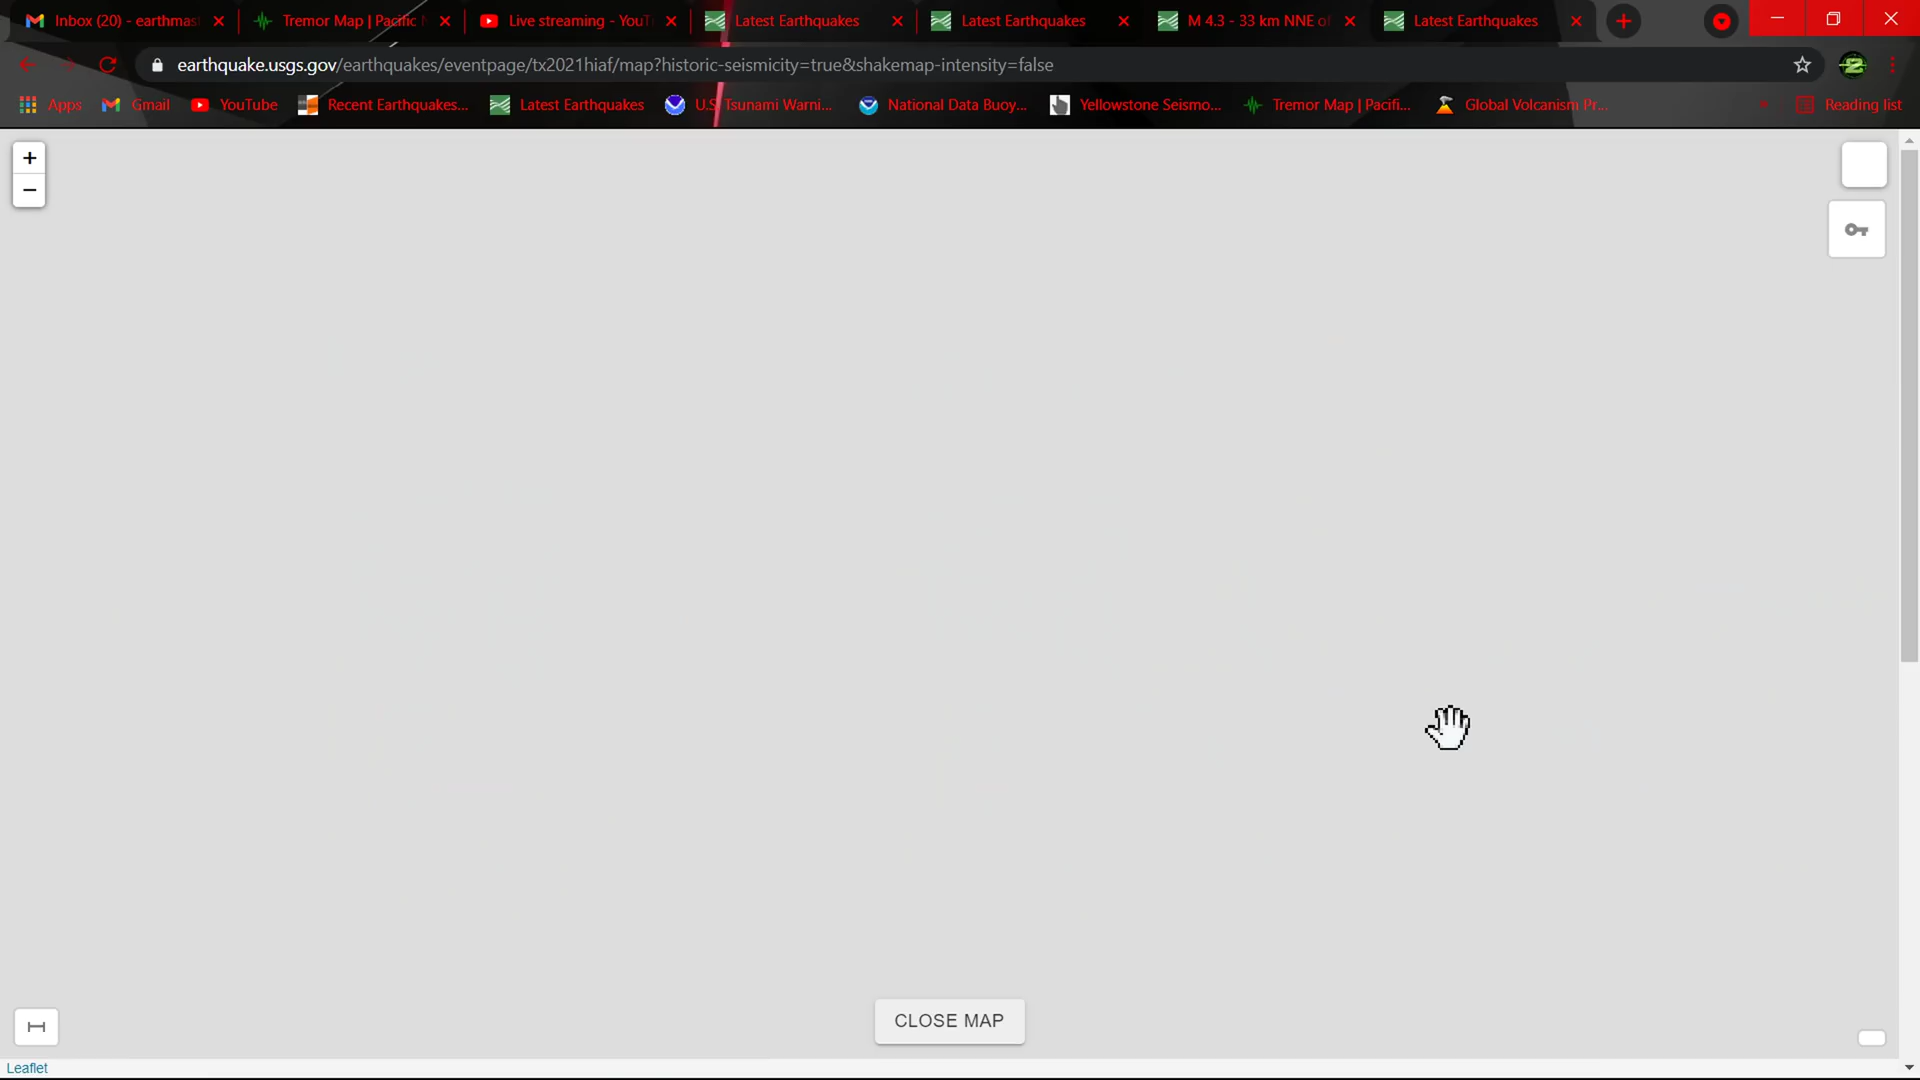 Inbox (20) - earthmas
Tremor Map | Pacific N
Live streaming - YouT
Latest Earthquakes
Latest Earthquakes
M 4.3 - 33 km NNE of
Latest Earthquakes
earthquake.usgs.gov/earthquakes/eventpage/tx2021hiaf/map?historic-seismicity=true&shakemap-intensity=false
Apps
Gmail
YouTube
Recent Earthquakes...
Latest Earthquakes
U.S. Tsunami Warni...
National Data Buoy...
Yellowstone Seismo...
Tremor Map | Pacifi...
Global Volcanism Pr...
Reading list
+
−
CLOSE MAP
Leaflet